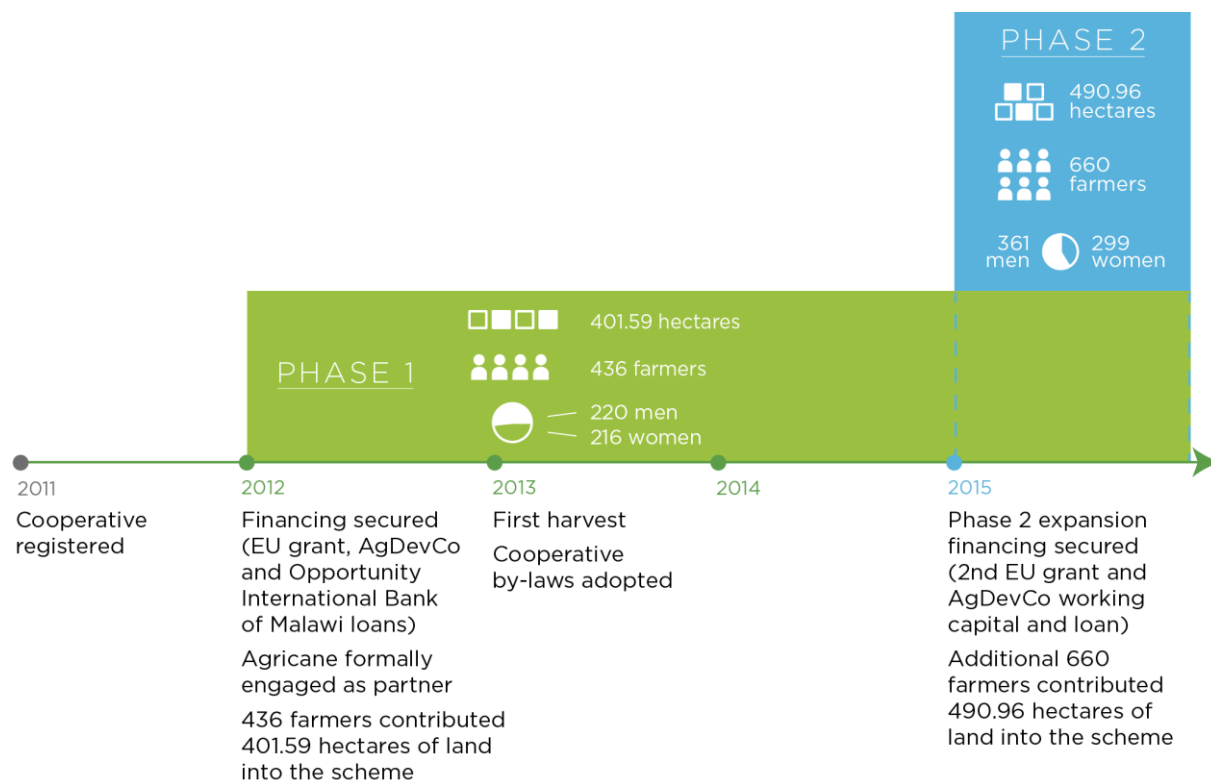 PHASE 2
490.96
hectares
660
farmers
361
men
299
women
PHASE 1
401.59 hectares
436 farmers
220 men
216 women
2011
Cooperative
registered
2012
Financing secured
(EU grant, AgDevCo
and Opportunity
International Bank
of Malawi loans)
Agricane formally
engaged as partner
436 farmers contributed
401.59 hectares of land
into the scheme
2013
First harvest
Cooperative
by-laws adopted
2014
2015
Phase 2 expansion
financing secured
(2nd EU grant and
AgDevCo working
capital and loan)
Additional 660
farmers contributed
490.96 hectares of
land into the scheme